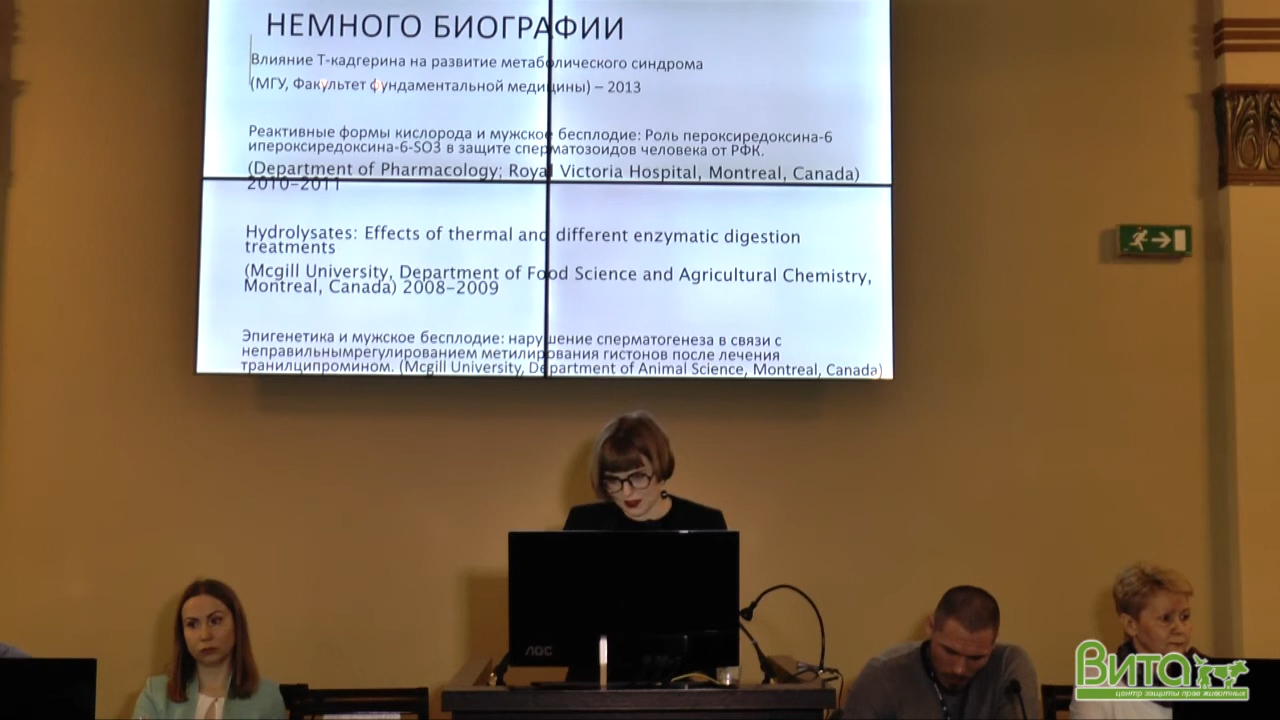 НЕМНОГО БИОГРАФИИ
Влияние Т-кадгерина на развитие метаболического синдрома
(МГУ, Факультет фундаментальной медицины) – 2013
Реактивные формы кислорода и мужское бесплодие: Роль пероксиредоксина-6
ипероксиредоксина-6-SO3 в защите сперматозоидов человека от РФК.
(Department of Pharmacology; Royal Victoria Hospital, Montreal, Canada)
2010-2011
Hydrolysates: Effects of thermal and different enzymatic digestion
treatments
(Mcgill University, Department of Food Science and Agricultural Chemistry,
Montreal, Canada) 2008-2009
Эпигенетика и мужское бесплодие: нарушение сперматогенеза в связи с
неправильнымрегулированием метилирования гистонов после лечения
транилципромином. (Mcgill University, Department of Animal Science, Montreal, Canada)
AOC
Вита
центр защиты прав животных